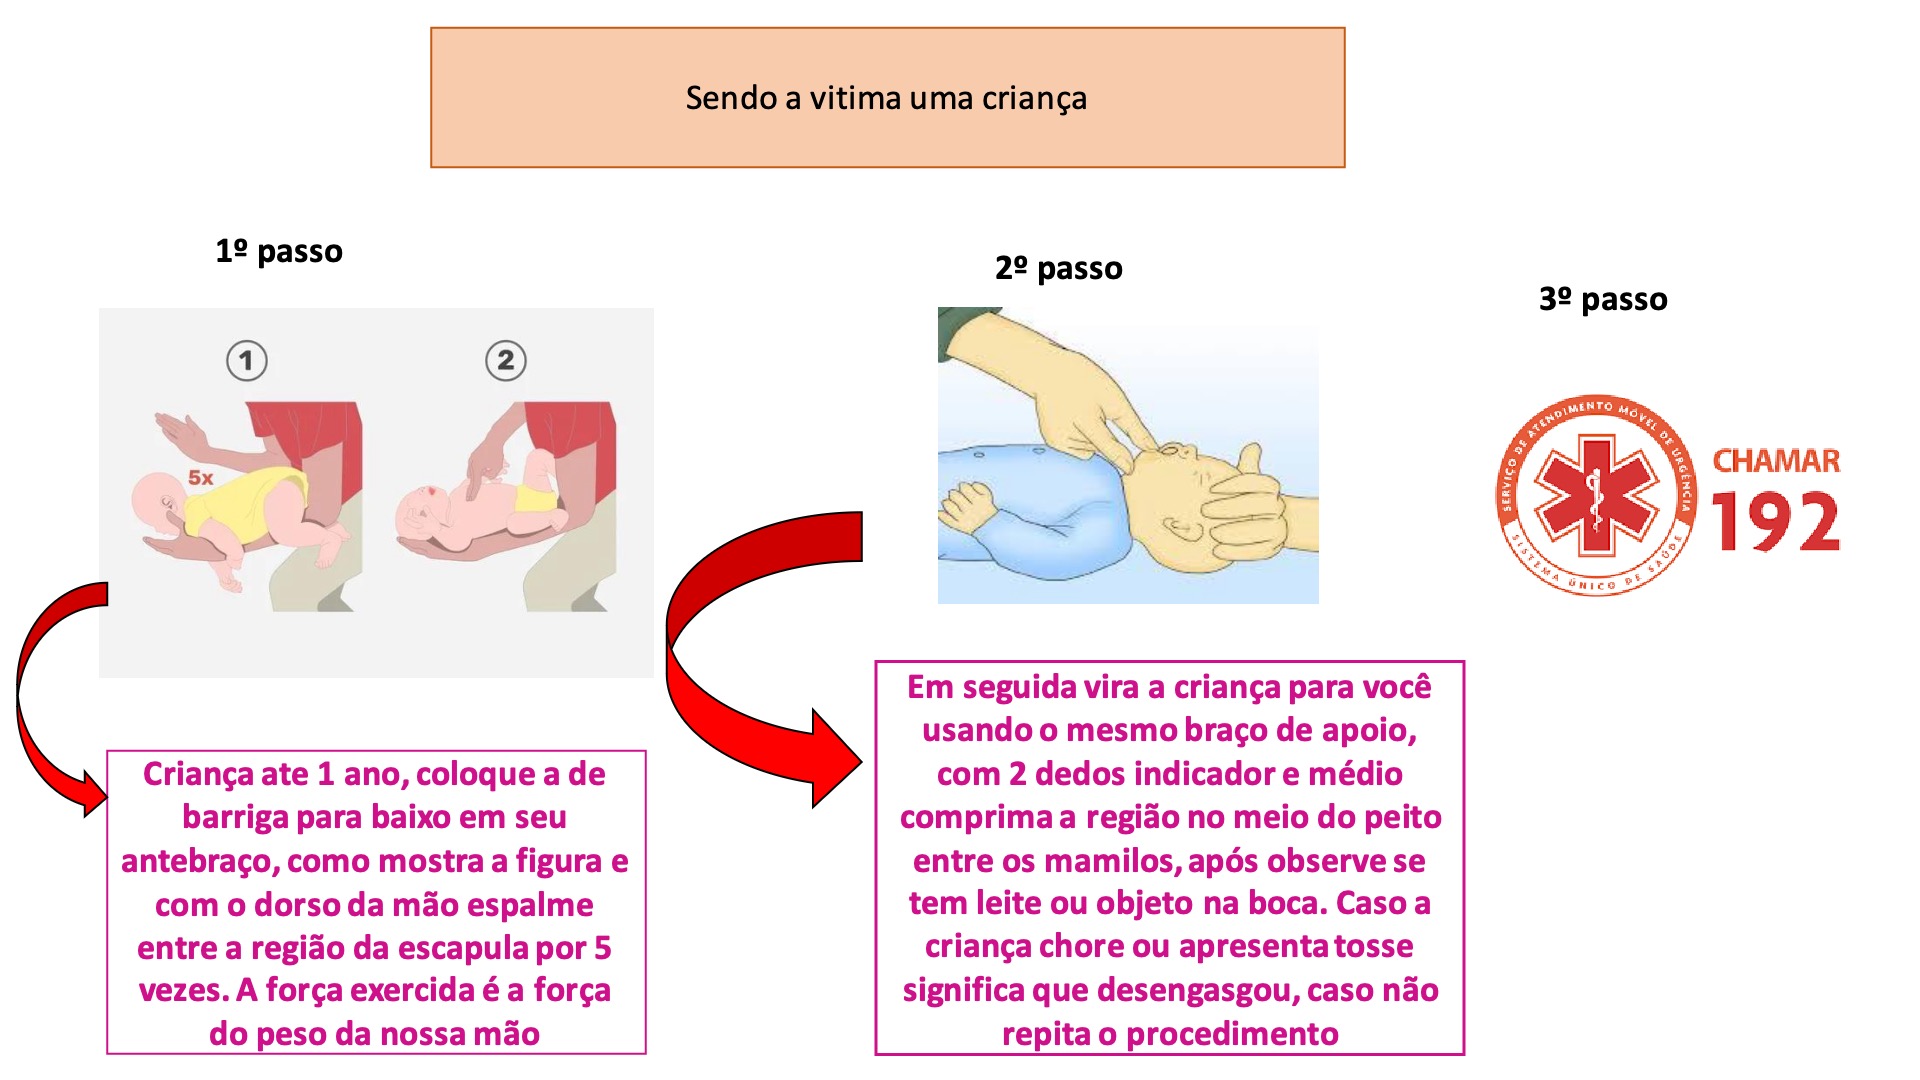 Sendo a vitima uma criança
1º passo
1
2
5x
Criança ate 1 ano, coloque a de
barriga para baixo em seu
antebraço, como mostra a figura e
com o dorso da mão espalme
entre a região da escapula por 5
vezes. A força exercida é a força
do peso da nossa mão
2º passo
Em seguida vira a criança para você
usando o mesmo braço de apoio,
com 2 dedos indicador e médio
comprima a região no meio do peito
entre os mamilos, após observe se
tem leite ou objeto na boca. Caso a
criança chore ou apresenta tosse
significa que desengasgou, caso não
repita o procedimento
3º passo
SERVIÇO DE ATENDIMENTO MÓVEL DE URGÊNCIA
SISTEMA ÚNICO DE SAÚDE
CHAMAR
192